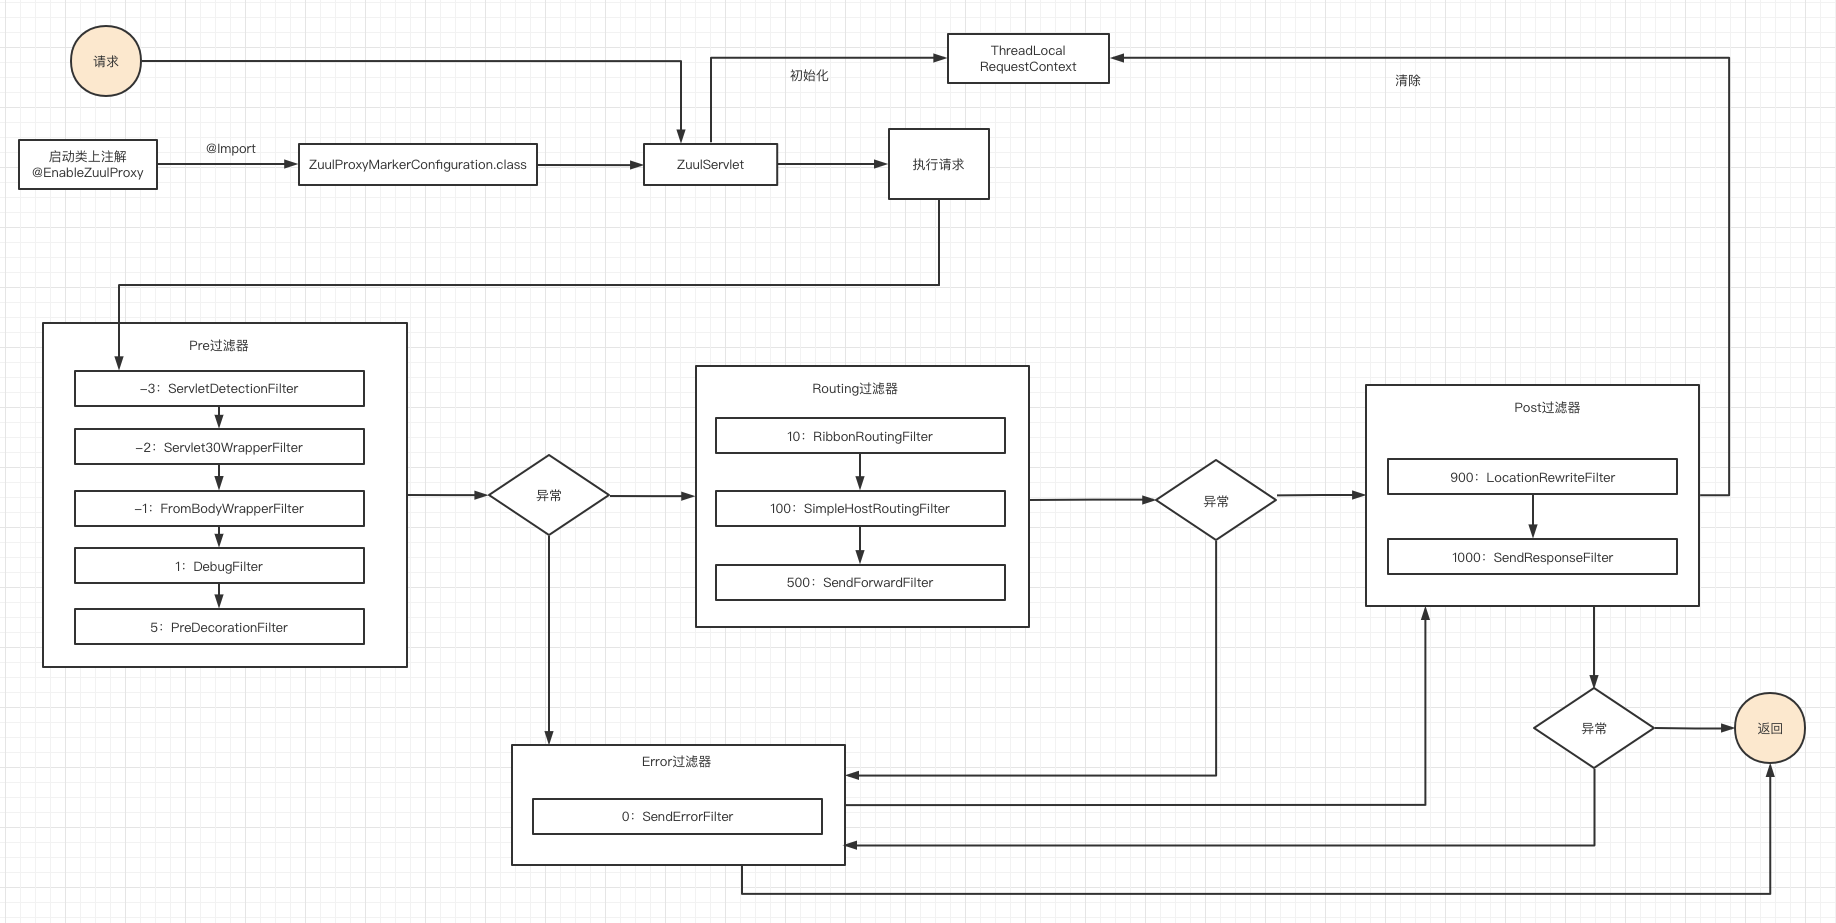 请求
ThreadLocal
RequestContext
初始化
清除
启动类上注解
@EnableZuulProxy
@Import
ZuulProxyMarkerConfiguration.class
ZuulServlet
执行请求
Pre过滤器
-3：ServletDetectionFilter
-2：Servlet30WrapperFilter
-1：FromBodyWrapperFilter
1：DebugFilter
5：PreDecorationFilter
异常
Routing过滤器
10：RibbonRoutingFilter
100：SimpleHostRoutingFilter
500：SendForwardFilter
异常
Post过滤器
900：LocationRewriteFilter
1000：SendResponseFilter
异常
返回
Error过滤器
0：SendErrorFilter